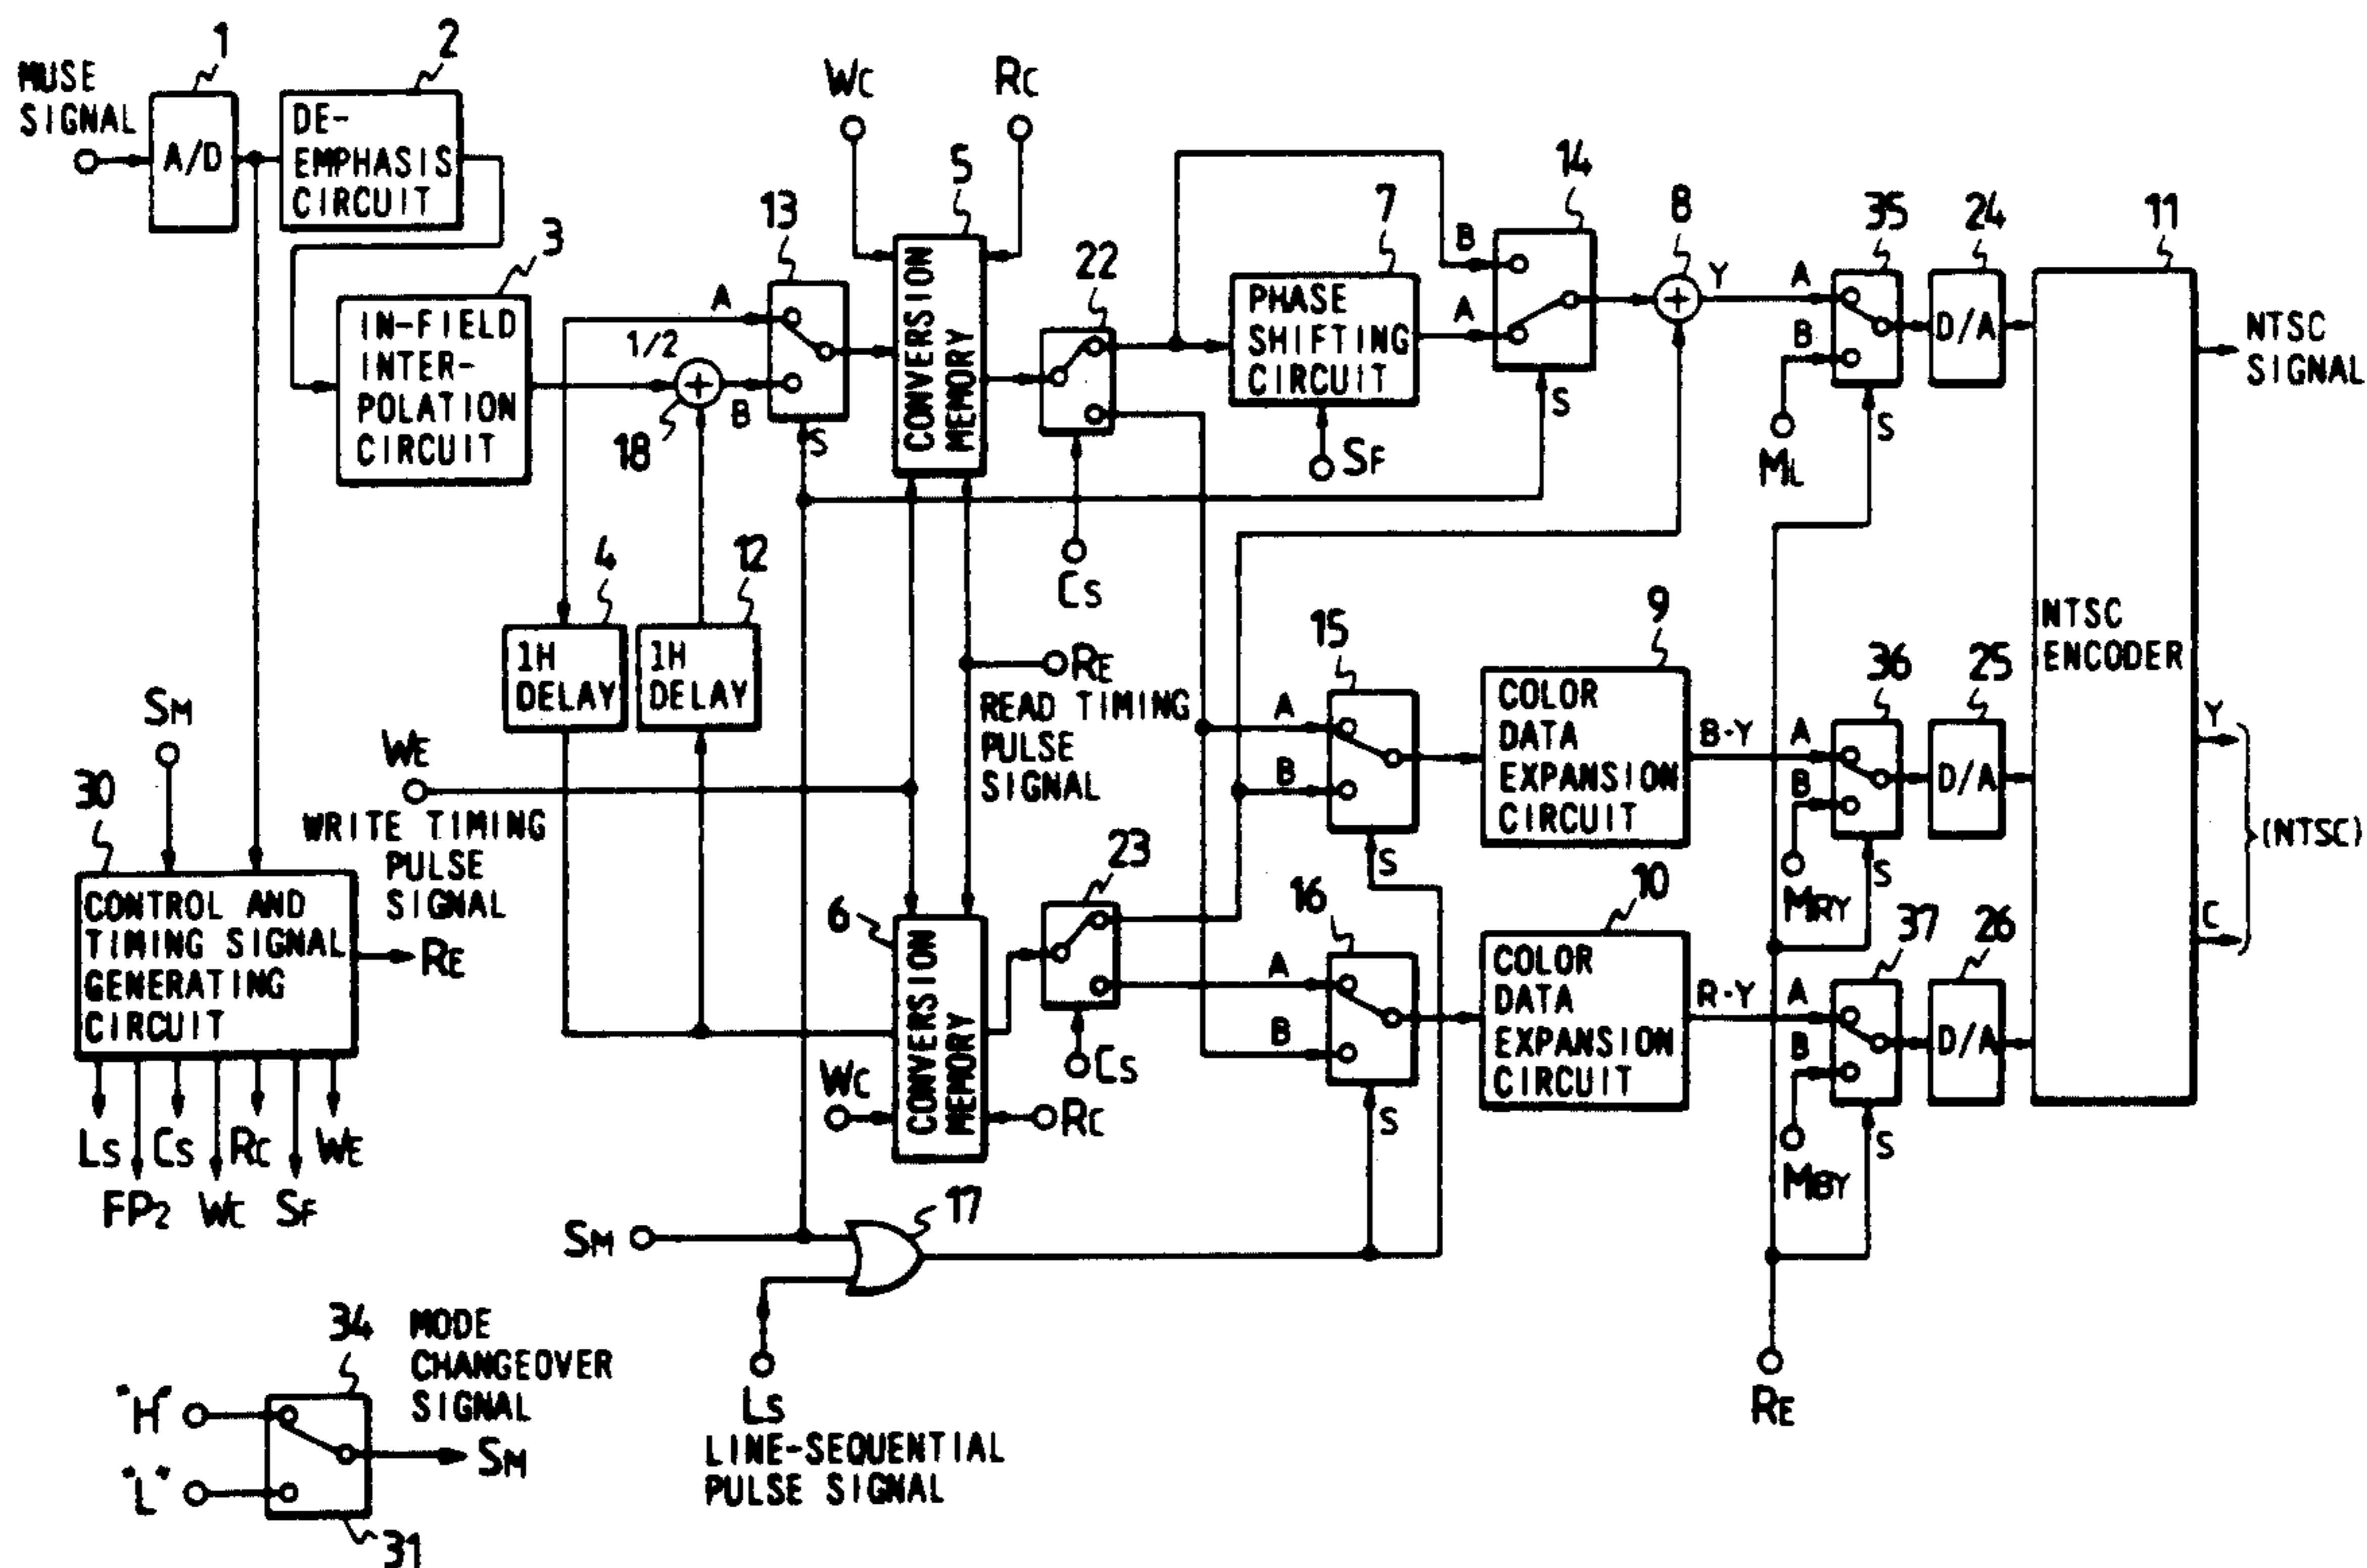 MUSE
SIGNAL
1
A/D
2
DE-
EMPHASIS
CIRCUIT
3
IN-FIELD
INTER-
POLATION
CIRCUIT
1/2
18
A
B
13
S
WC
RC
5
CONVERSION
MEMORY
22
CS
7
PHASE
SHIFTING
CIRCUIT
SF
B
A
14
S
8
Y
A
B
ML
35
S
24
D/A
11
NTSC
ENCODER
NTSC
SIGNAL
Y
C
(NTSC)
4
1H
DELAY
12
1H
DELAY
RE
READ TIMING
PULSE
SIGNAL
WE
WRITE TIMING
PULSE
SIGNAL
SM
30
CONTROL AND
TIMING SIGNAL
GENERATING
CIRCUIT
RE
LS
CS
RC
WE
FP2
WC
SF
15
A
B
S
9
COLOR
DATA
EXPANSION
CIRCUIT
B-Y
A
B
MRY
36
S
25
D/A
6
CONVERSION
MEMORY
WC
RC
23
CS
16
A
B
S
10
COLOR
DATA
EXPANSION
CIRCUIT
R-Y
A
B
MBY
37
S
26
D/A
RE
SM
17
LS
LINE-SEQUENTIAL
PULSE SIGNAL
34
MODE
CHANGEOVER
SIGNAL
"H"
"L"
SM
31